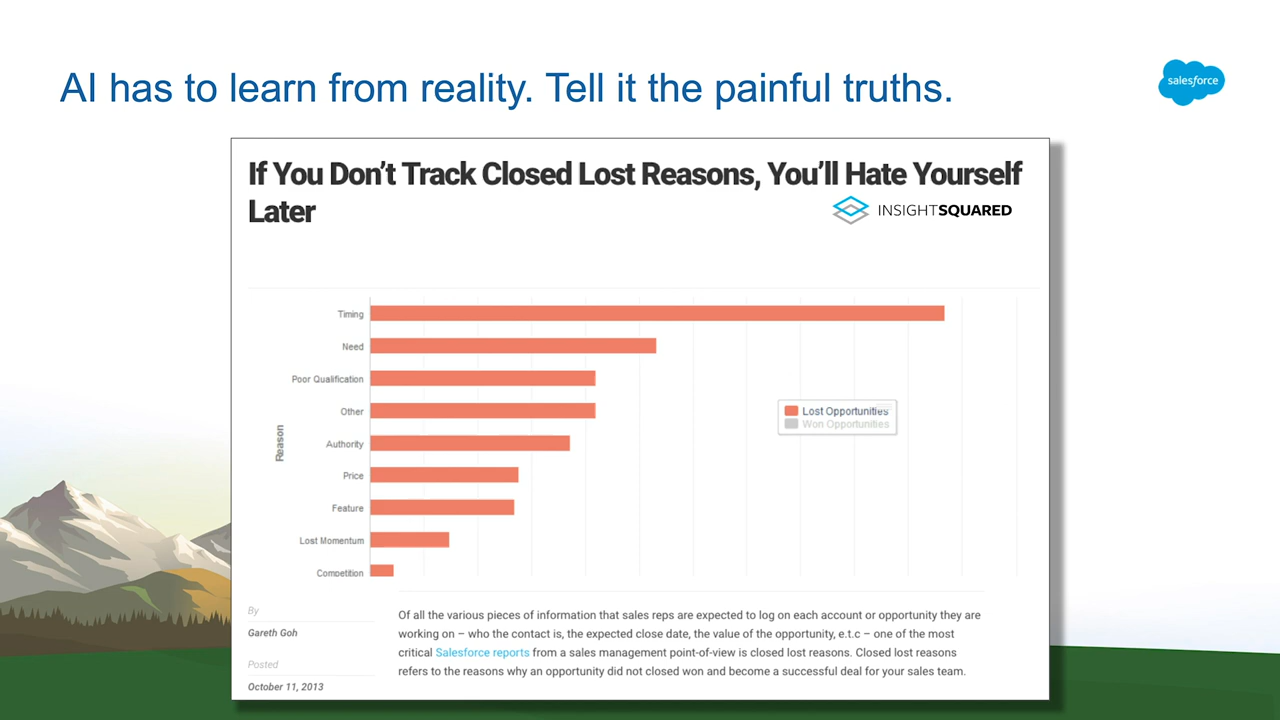 AI has to learn from reality. Tell it the painful truths.
salesforce
If You Don't Track Closed Lost Reasons, You'll Hate Yourself
Later
INSIGHTSQUARED
Reason
Timing
Need
Poor Qualification
Other
Authority
Price
Feature
Lost Momentum
Competition
Lost Opportunities
Won Opportunities
By
Gareth Goh
Posted
October 11, 2013
Of all the various pieces of information that sales reps are expected to log on each account or opportunity they are
working on – who the contact is, the expected close date, the value of the opportunity, e.t.c – one of the most
critical Salesforce reports from a sales management point-of-view is closed lost reasons. Closed lost reasons
refers to the reasons why an opportunity did not closed won and become a successful deal for your sales team.